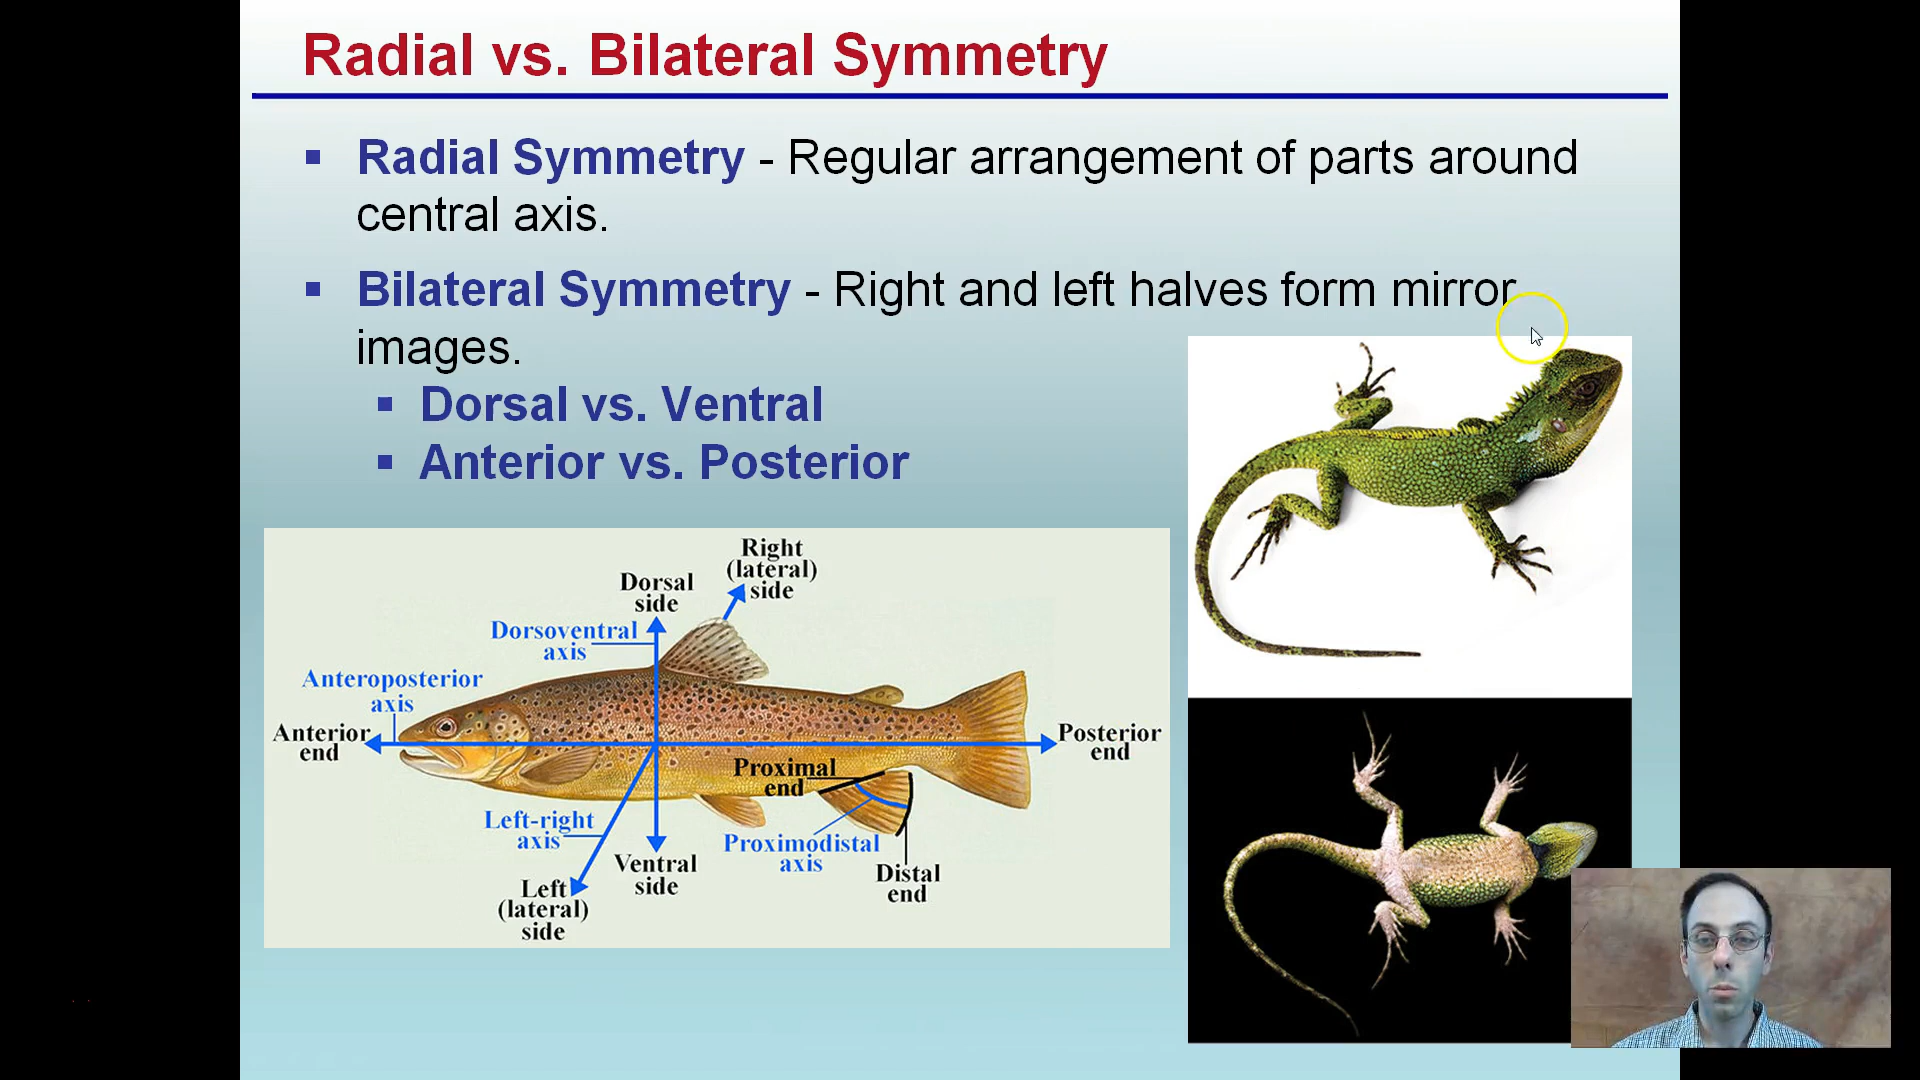 Radial vs. Bilateral Symmetry
▪ Radial Symmetry - Regular arrangement of parts around
central axis.
▪ Bilateral Symmetry - Right and left halves form mirror
images.
▪ Dorsal vs. Ventral
▪ Anterior vs. Posterior
Right
(lateral)
side
Dorsal
side
Dorsoventral
axis
Anteroposterior
axis
Anterior
end
Posterior
end
Proximal
end
Left-right
axis
Proximodistal
axis
Ventral
side
Distal
end
Left
(lateral)
side